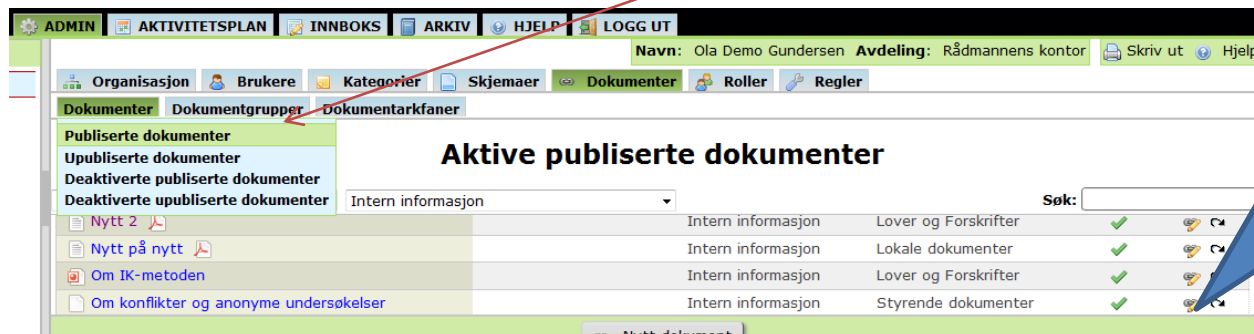 ADMIN AKTIVITETSPLAN INNBOKS ARKIV HJELP LOGG UT
Navn: Ola Demo Gundersen Avdeling: Rådmannens kontor Skriv ut Hjelp
Organisasjon Brukere Kategorier Skjemaer Dokumenter Roller Regler
Dokumenter Dokumentgrupper Dokumentarkfaner
Publiserte dokumenter
Upubliserte dokumenter
Deaktiverte publiserte dokumenter
Deaktiverte upubliserte dokumenter
Aktive publiserte dokumenter
Intern informasjon Søk:
Nytt 2 Intern informasjon Lover og Forskrifter
Nytt på nytt Intern informasjon Lokale dokumenter
Om IK-metoden Intern informasjon Lover og Forskrifter
Om konflikter og anonyme undersøkelser Intern informasjon Styrende dokumenter
Nytt dokument